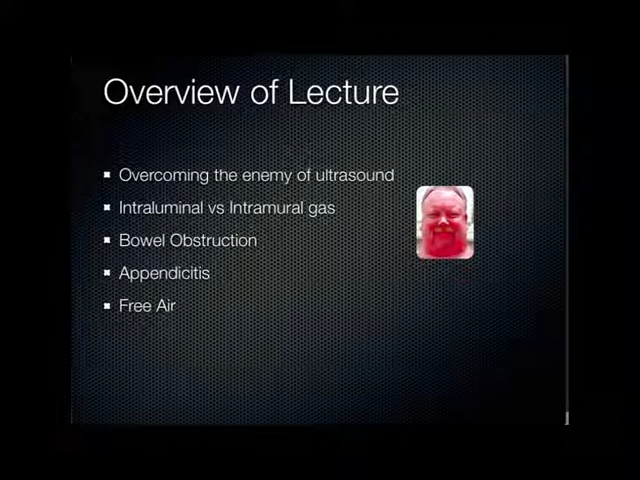 Overview of Lecture
Overcoming the enemy of ultrasound
Intraluminal vs Intramural gas
Bowel Obstruction
Appendicitis
Free Air